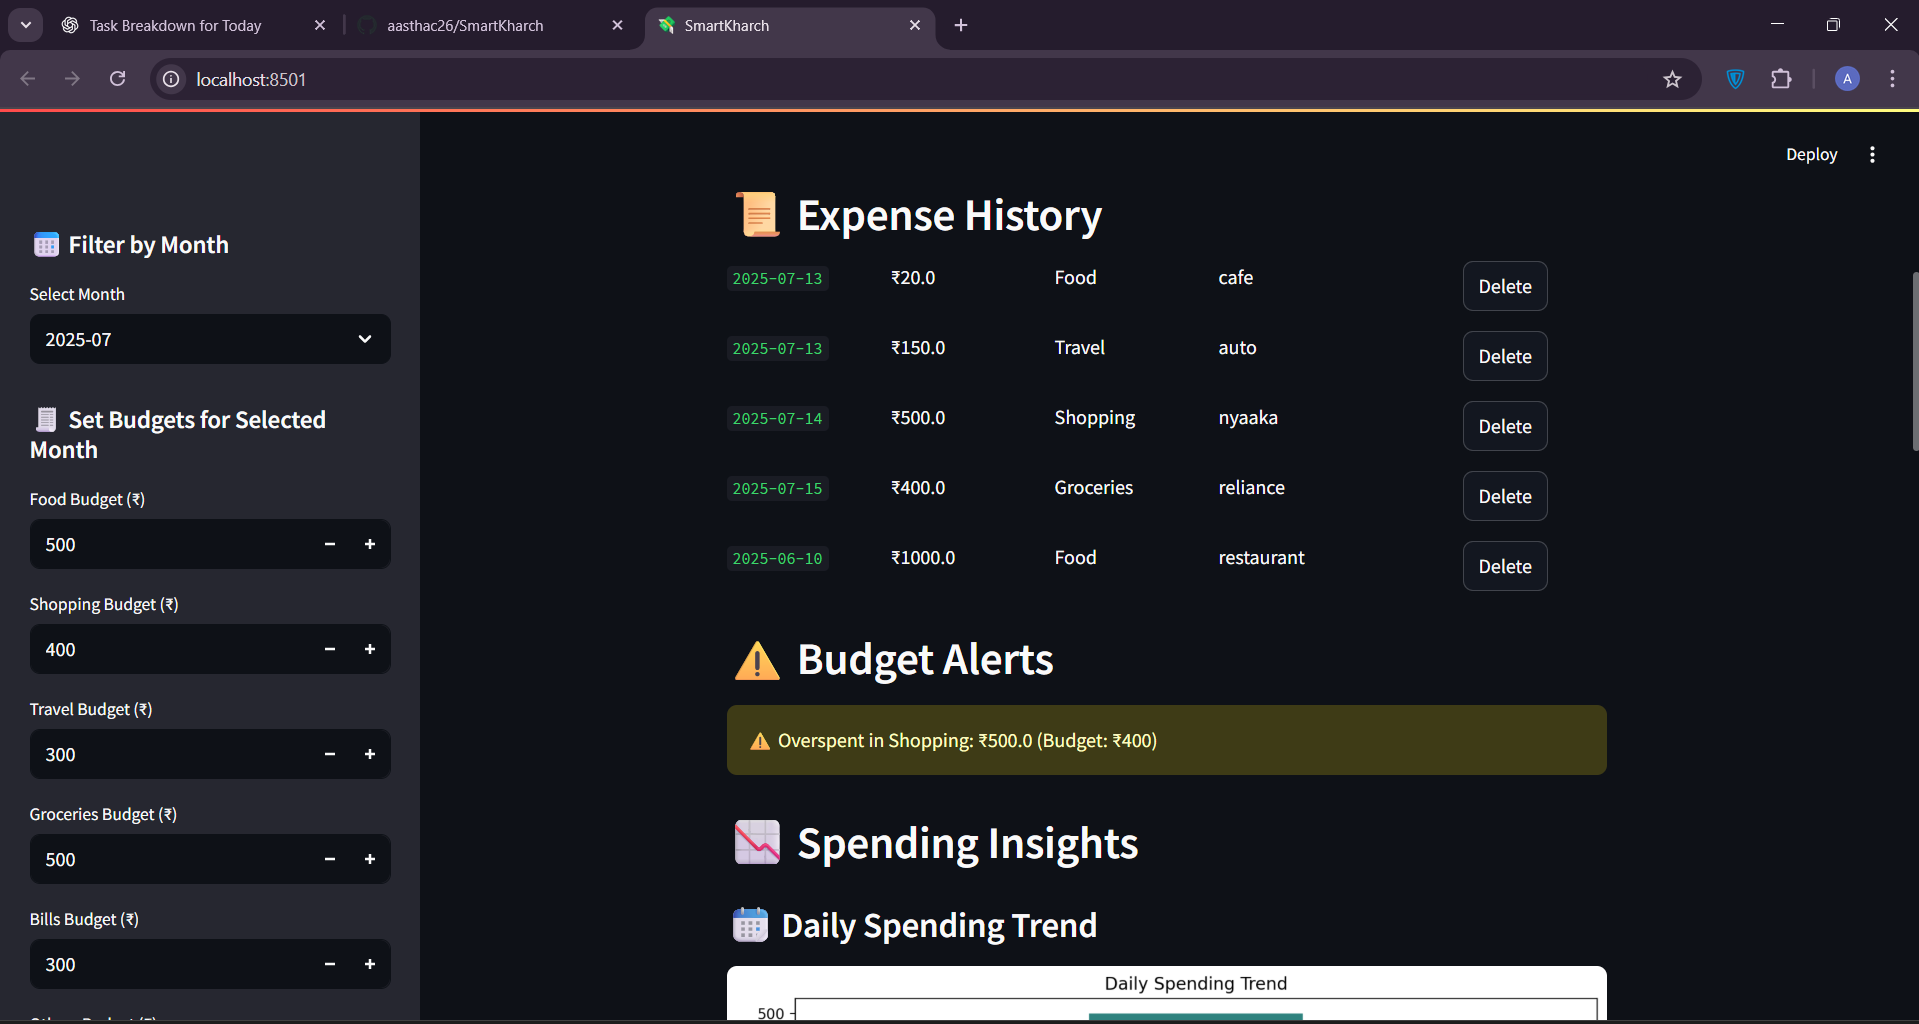 Task Breakdown for Today
aasthac26/SmartKharch
SmartKharch
localhost:8501
A
Deploy
Filter by Month
Select Month
2025-07
Set Budgets for Selected
Month
Food Budget (₹)
500
Shopping Budget (₹)
400
Travel Budget (₹)
300
Groceries Budget (₹)
500
Bills Budget (₹)
300
Expense History
2025-07-13 ₹20.0 Food cafe Delete
2025-07-13 ₹150.0 Travel auto Delete
2025-07-14 ₹500.0 Shopping nyaaka Delete
2025-07-15 ₹400.0 Groceries reliance Delete
2025-06-10 ₹1000.0 Food restaurant Delete
Budget Alerts
Overspent in Shopping: ₹500.0 (Budget: ₹400)
Spending Insights
Daily Spending Trend
Daily Spending Trend
500